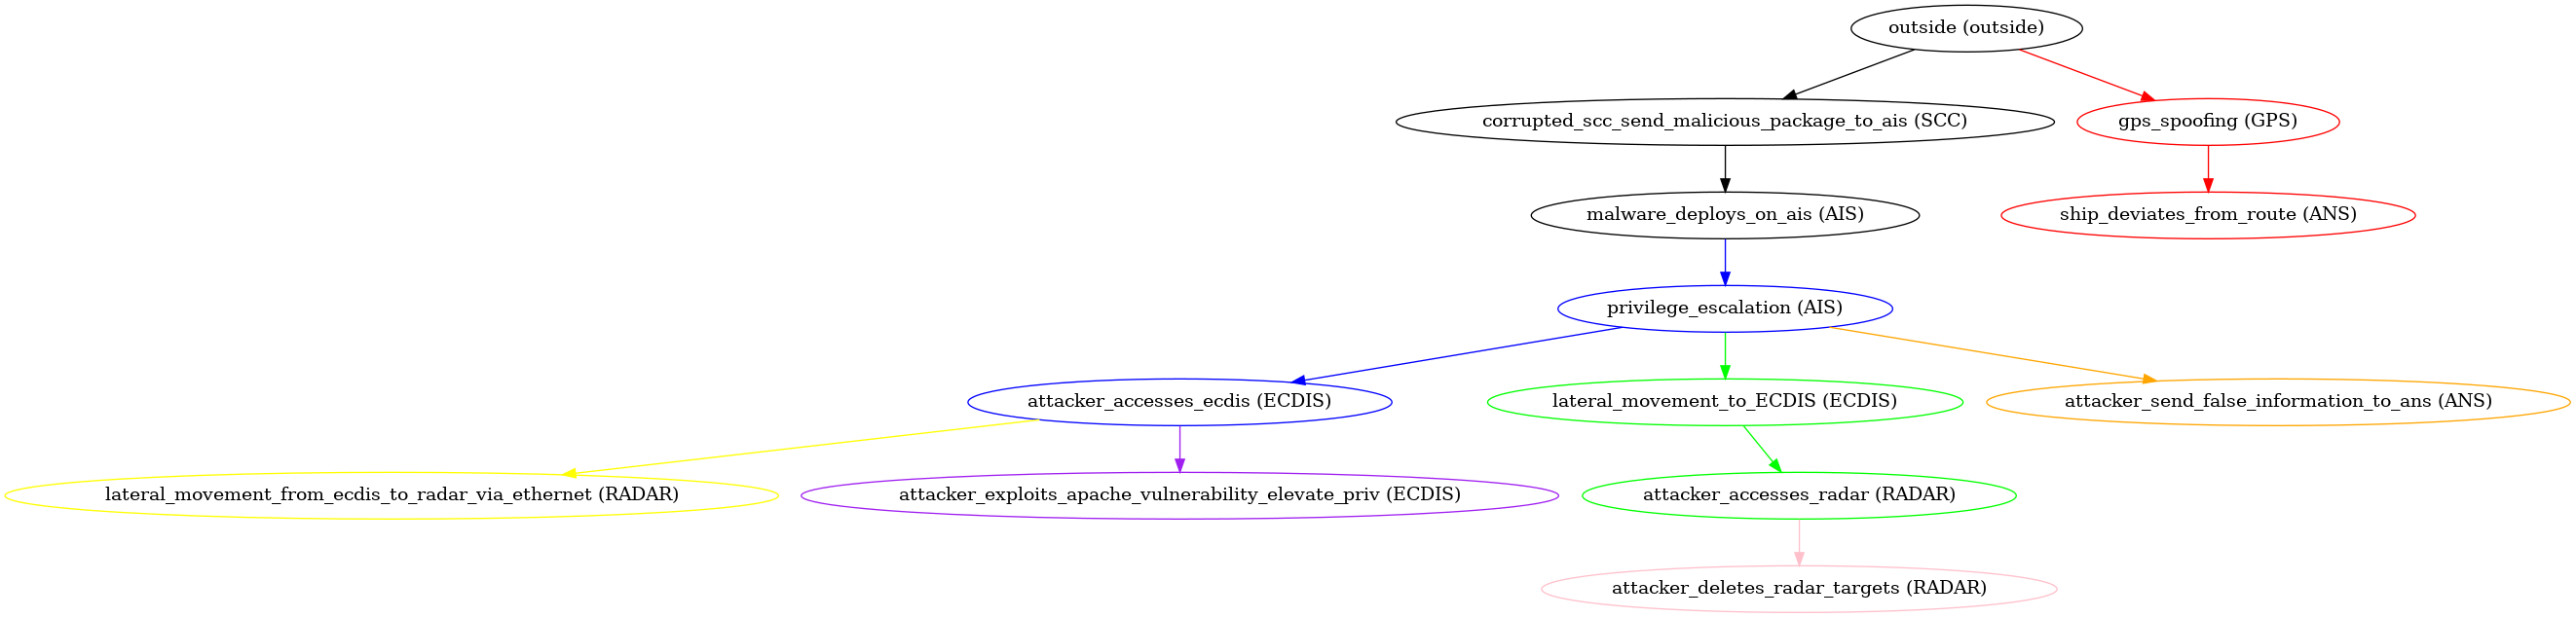 outside (outside)
corrupted_scc_send_malicious_package_to_ais (SCC)
gps_spoofing (GPS)
malware_deploys_on_ais (AIS)
ship_deviates_from_route (ANS)
privilege_escalation (AIS)
attacker_accesses_ecdis (ECDIS)
lateral_movement_to_ECDIS (ECDIS)
attacker_send_false_information_to_ans (ANS)
lateral_movement_from_ecdis_to_radar_via_ethernet (RADAR)
attacker_exploits_apache_vulnerability_elevate_priv (ECDIS)
attacker_accesses_radar (RADAR)
attacker_deletes_radar_targets (RADAR)